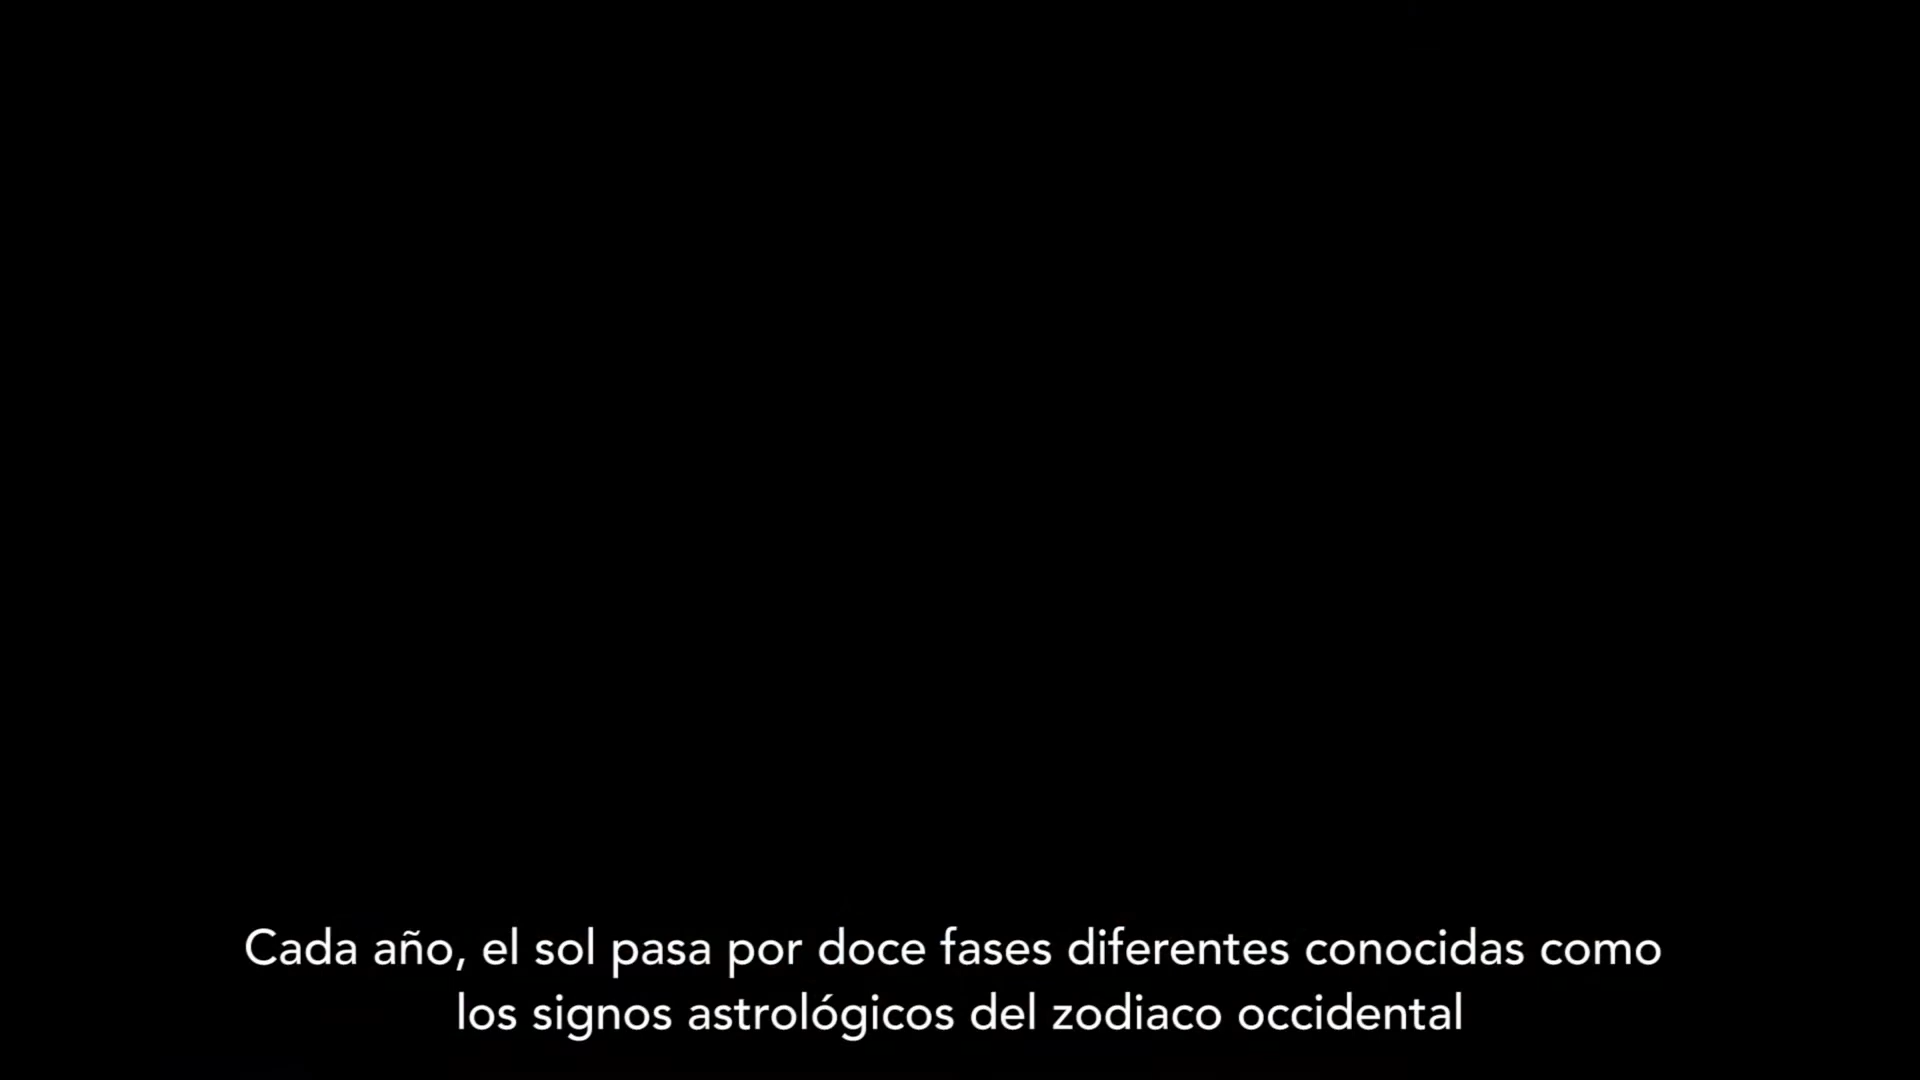 Cada año, el sol pasa por doce fases diferentes conocidas como
los signos astrológicos del zodiaco occidental